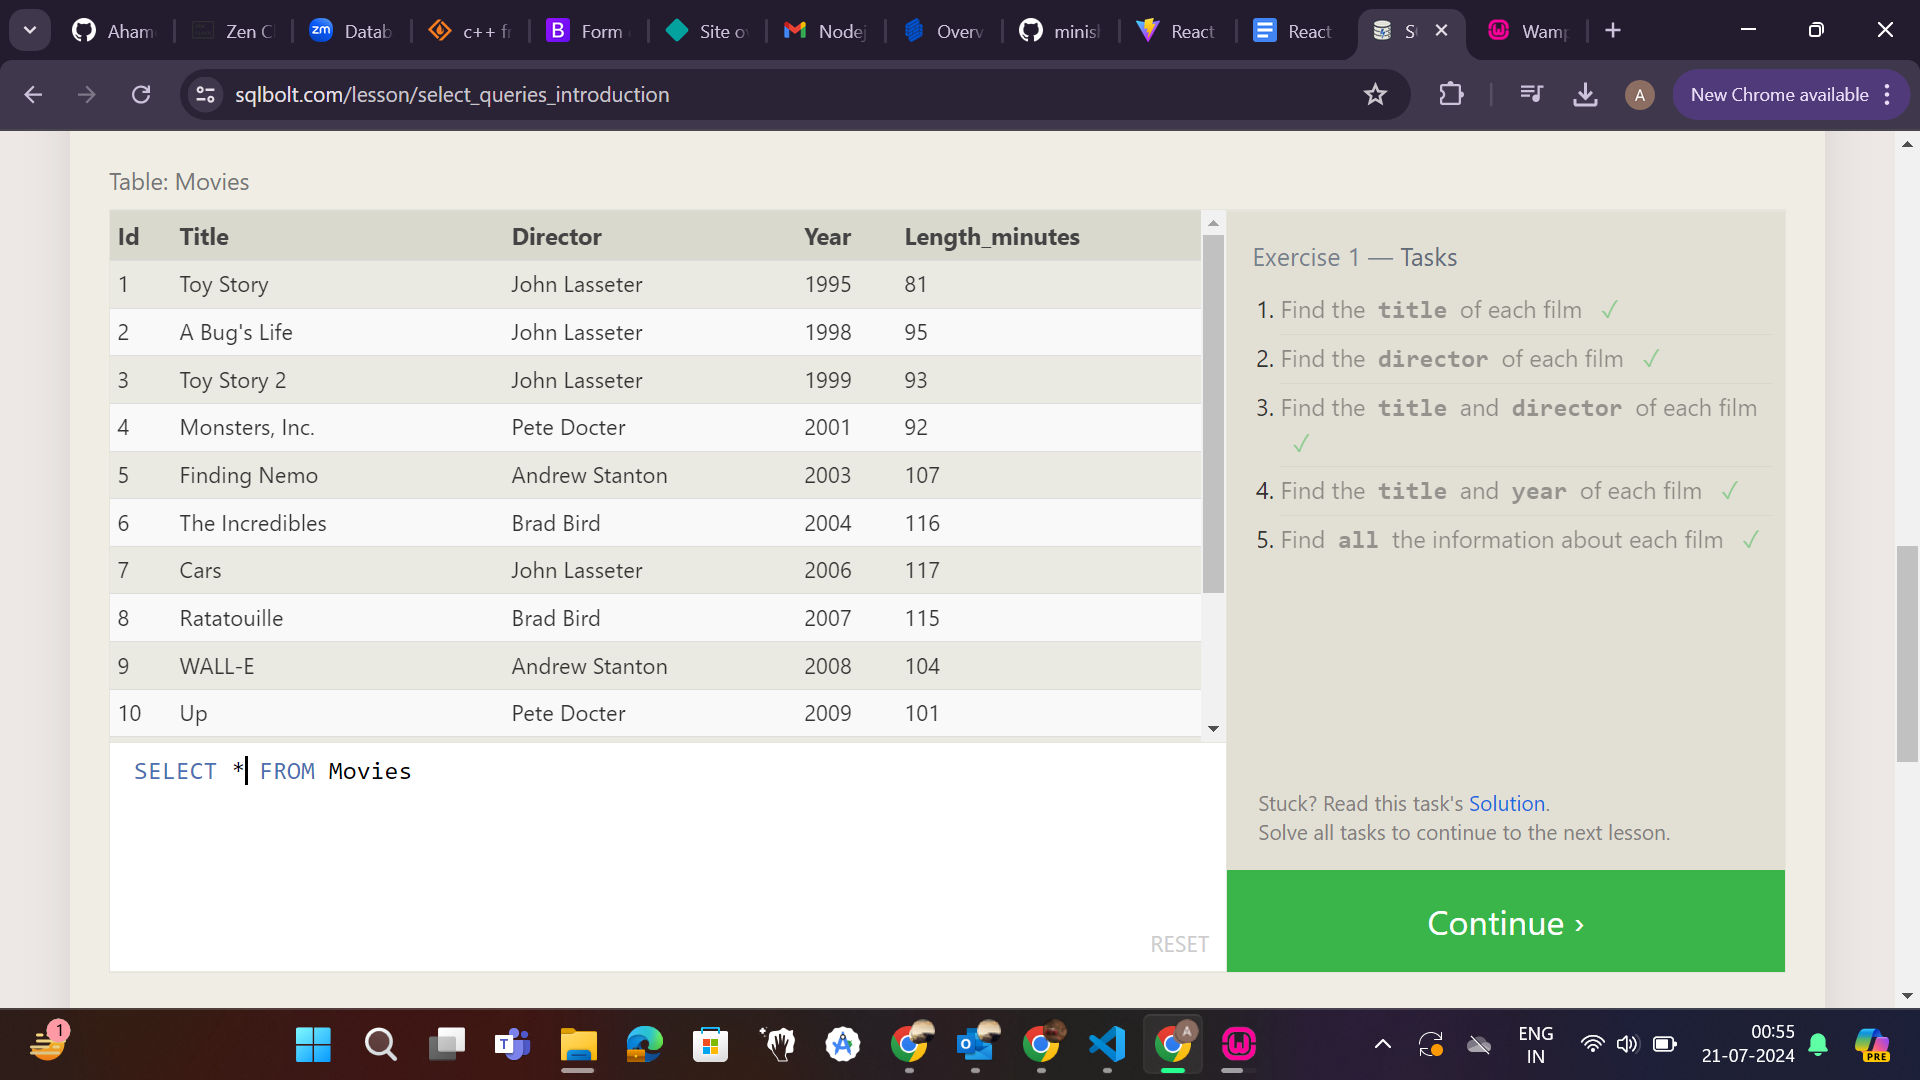 Aham
Zen C
zm Datab
c++ fr
B Form
Site o
Nodej
Overv
minis
React
React
S
Wamp
sqlbolt.com/lesson/select_queries_introduction
A
New Chrome available
Table: Movies
Id Title Director Year Length_minutes
1 Toy Story John Lasseter 1995 81
2 A Bug's Life John Lasseter 1998 95
3 Toy Story 2 John Lasseter 1999 93
4 Monsters, Inc. Pete Docter 2001 92
5 Finding Nemo Andrew Stanton 2003 107
6 The Incredibles Brad Bird 2004 116
7 Cars John Lasseter 2006 117
8 Ratatouille Brad Bird 2007 115
9 WALL-E Andrew Stanton 2008 104
10 Up Pete Docter 2009 101
SELECT * FROM Movies
RESET
Exercise 1 — Tasks
1. Find the title of each film ✓
2. Find the director of each film ✓
3. Find the title and director of each film
✓
4. Find the title and year of each film ✓
5. Find all the information about each film ✓
Stuck? Read this task's Solution.
Solve all tasks to continue to the next lesson.
Continue ›
1
A
ENG
IN
00:55
21-07-2024
PRE